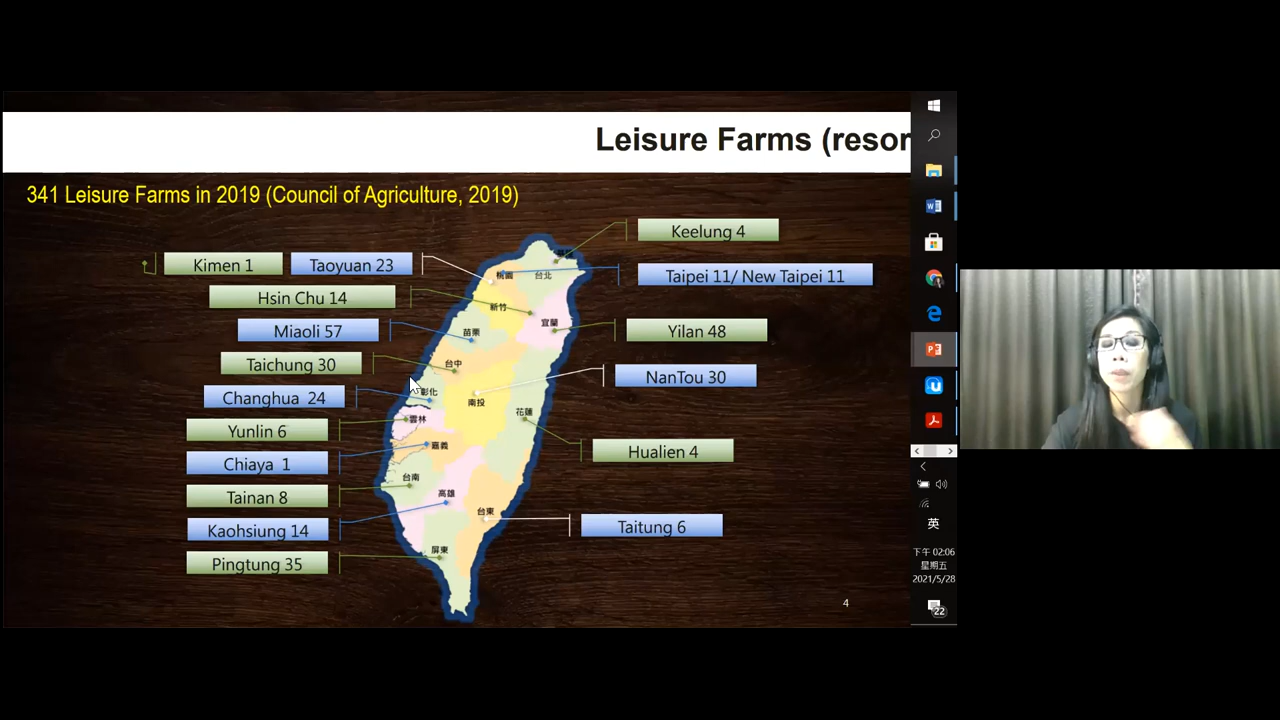 Leisure Farms (resor
341 Leisure Farms in 2019 (Council of Agriculture, 2019)
Keelung 4
Kimen 1
Taoyuan 23
Taipei 11/ New Taipei 11
Hsin Chu 14
Miaoli 57
Yilan 48
Taichung 30
NanTou 30
Changhua 24
Yunlin 6
Hualien 4
Chiaya 1
Tainan 8
Kaohsiung 14
Taitung 6
Pingtung 35
桃園
台北
新竹
宜蘭
苗栗
台中
彰化
南投
花蓮
雲林
嘉義
台南
高雄
台東
屏東
4
英
下午 02:06
星期五
2021/5/28
22